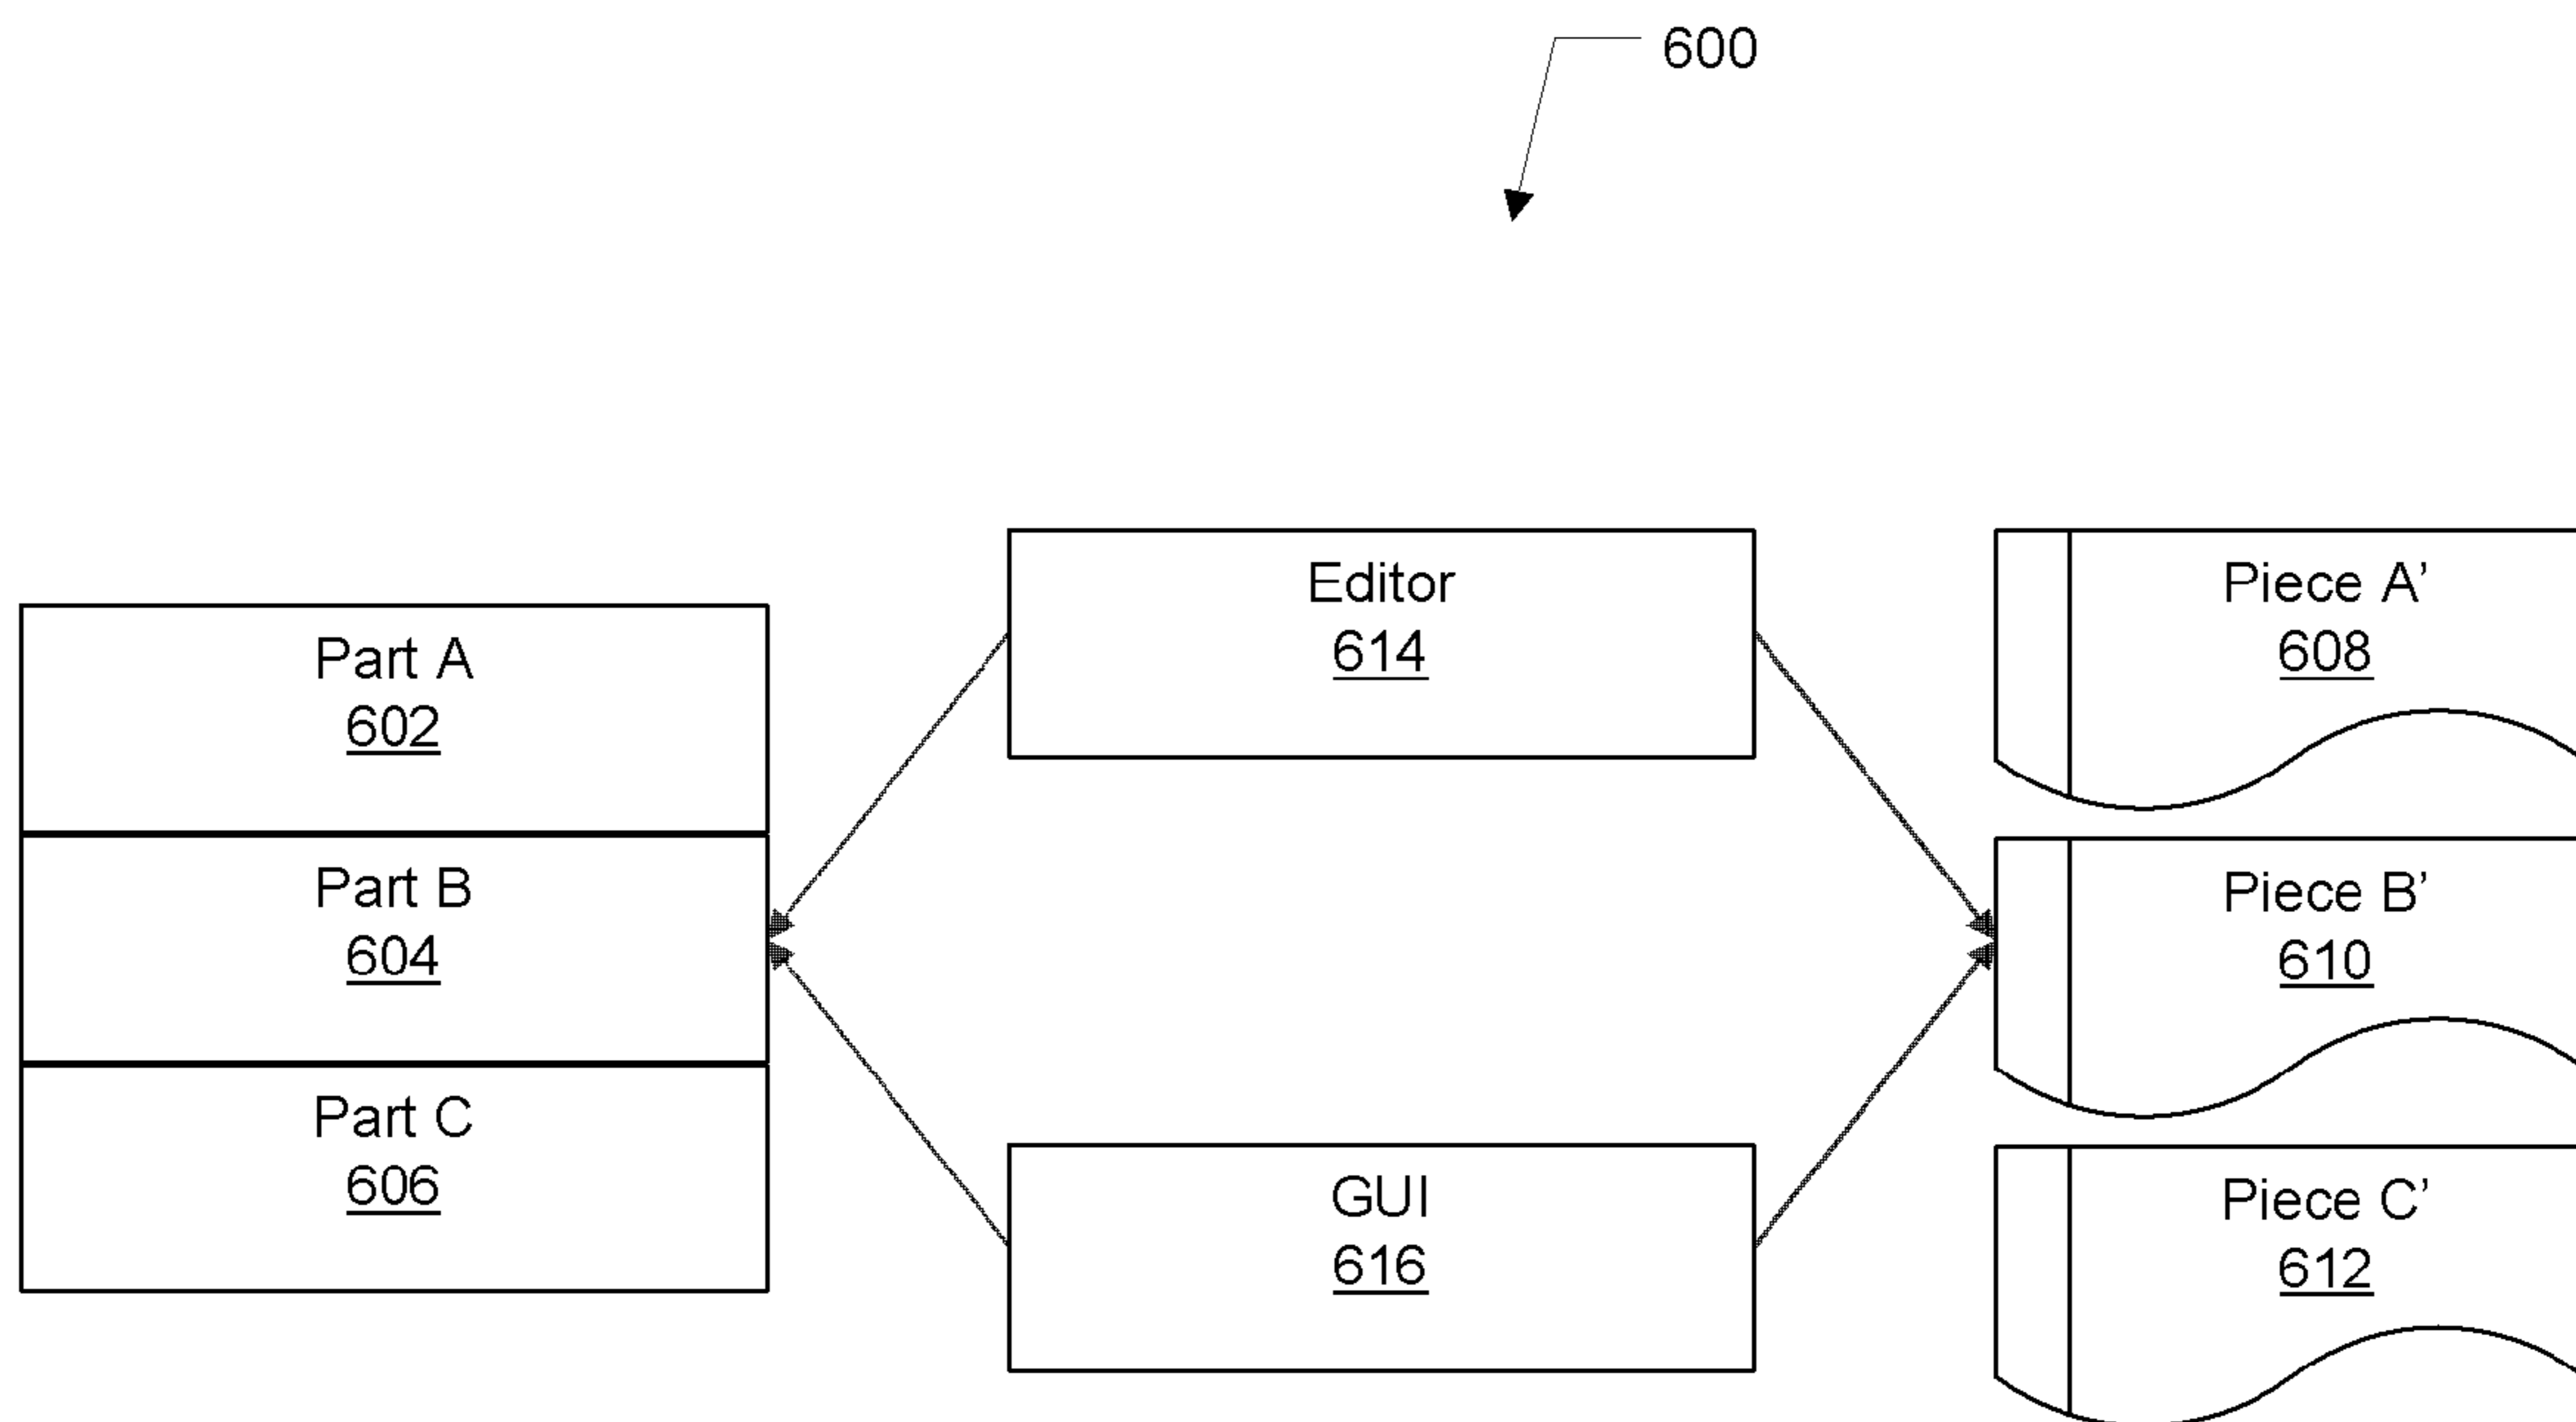 600
Part A
602
Part B
604
Part C
606
Editor
614
GUI
616
Piece A’
608
Piece B’
610
Piece C’
612